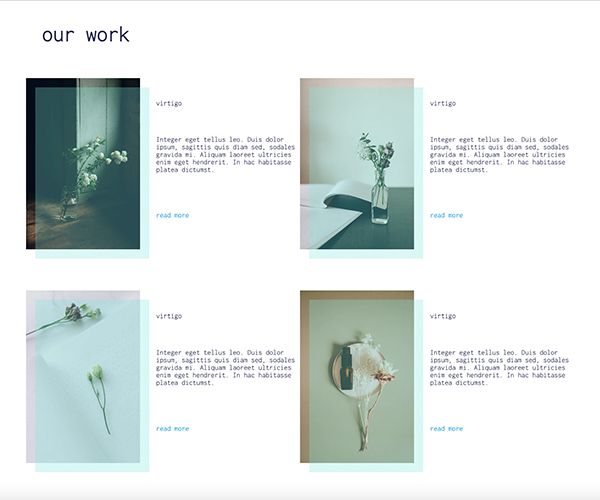 our work
virtigo
Integer eget tellus leo. Duis dolor
ipsum, sagittis quis diam sed, sodales
gravida mi. Aliquam laoreet ultricies
enim eget hendrerit. In hac habitasse
platea dictumst.
read more
virtigo
Integer eget tellus leo. Duis dolor
ipsum, sagittis quis diam sed, sodales
gravida mi. Aliquam laoreet ultricies
enim eget hendrerit. In hac habitasse
platea dictumst.
read more
virtigo
Integer eget tellus leo. Duis dolor
ipsum, sagittis quis diam sed, sodales
gravida mi. Aliquam laoreet ultricies
enim eget hendrerit. In hac habitasse
platea dictumst.
read more
virtigo
Integer eget tellus leo. Duis dolor
ipsum, sagittis quis diam sed, sodales
gravida mi. Aliquam laoreet ultricies
enim eget hendrerit. In hac habitasse
platea dictumst.
read more